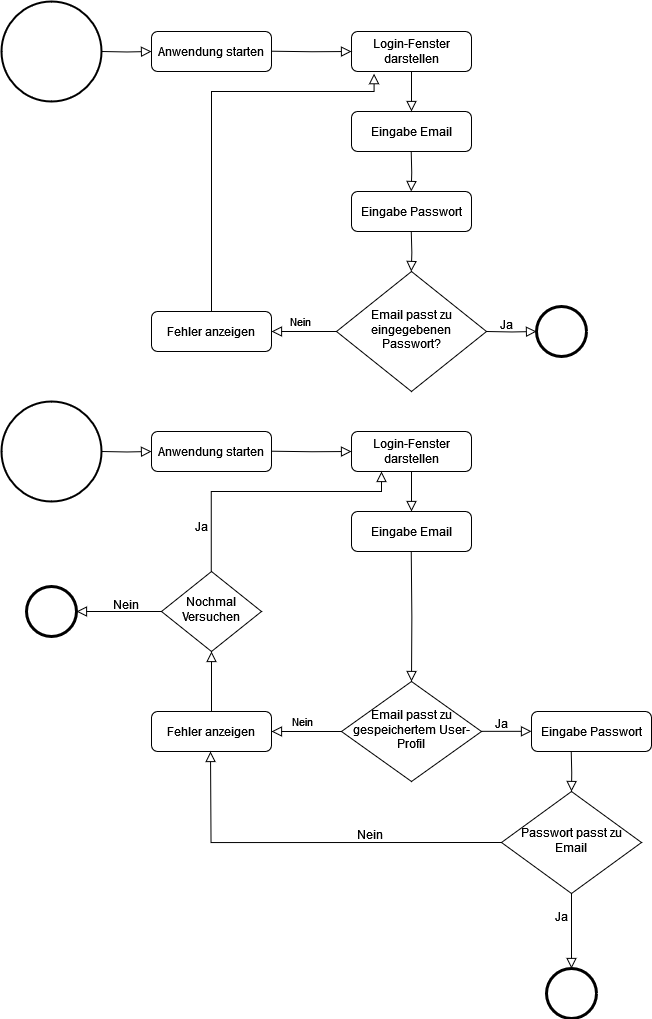 Anwendung starten
Login-Fenster
darstellen
Eingabe Email
Eingabe Passwort
Email passt zu
eingegebenen
Passwort?
Nein
Ja
Fehler anzeigen
Anwendung starten
Login-Fenster
darstellen
Ja
Eingabe Email
Nochmal
Versuchen
Nein
Fehler anzeigen
Nein
Email passt zu
gespeichertem User-
Profil
Ja
Eingabe Passwort
Nein
Passwort passt zu
Email
Ja